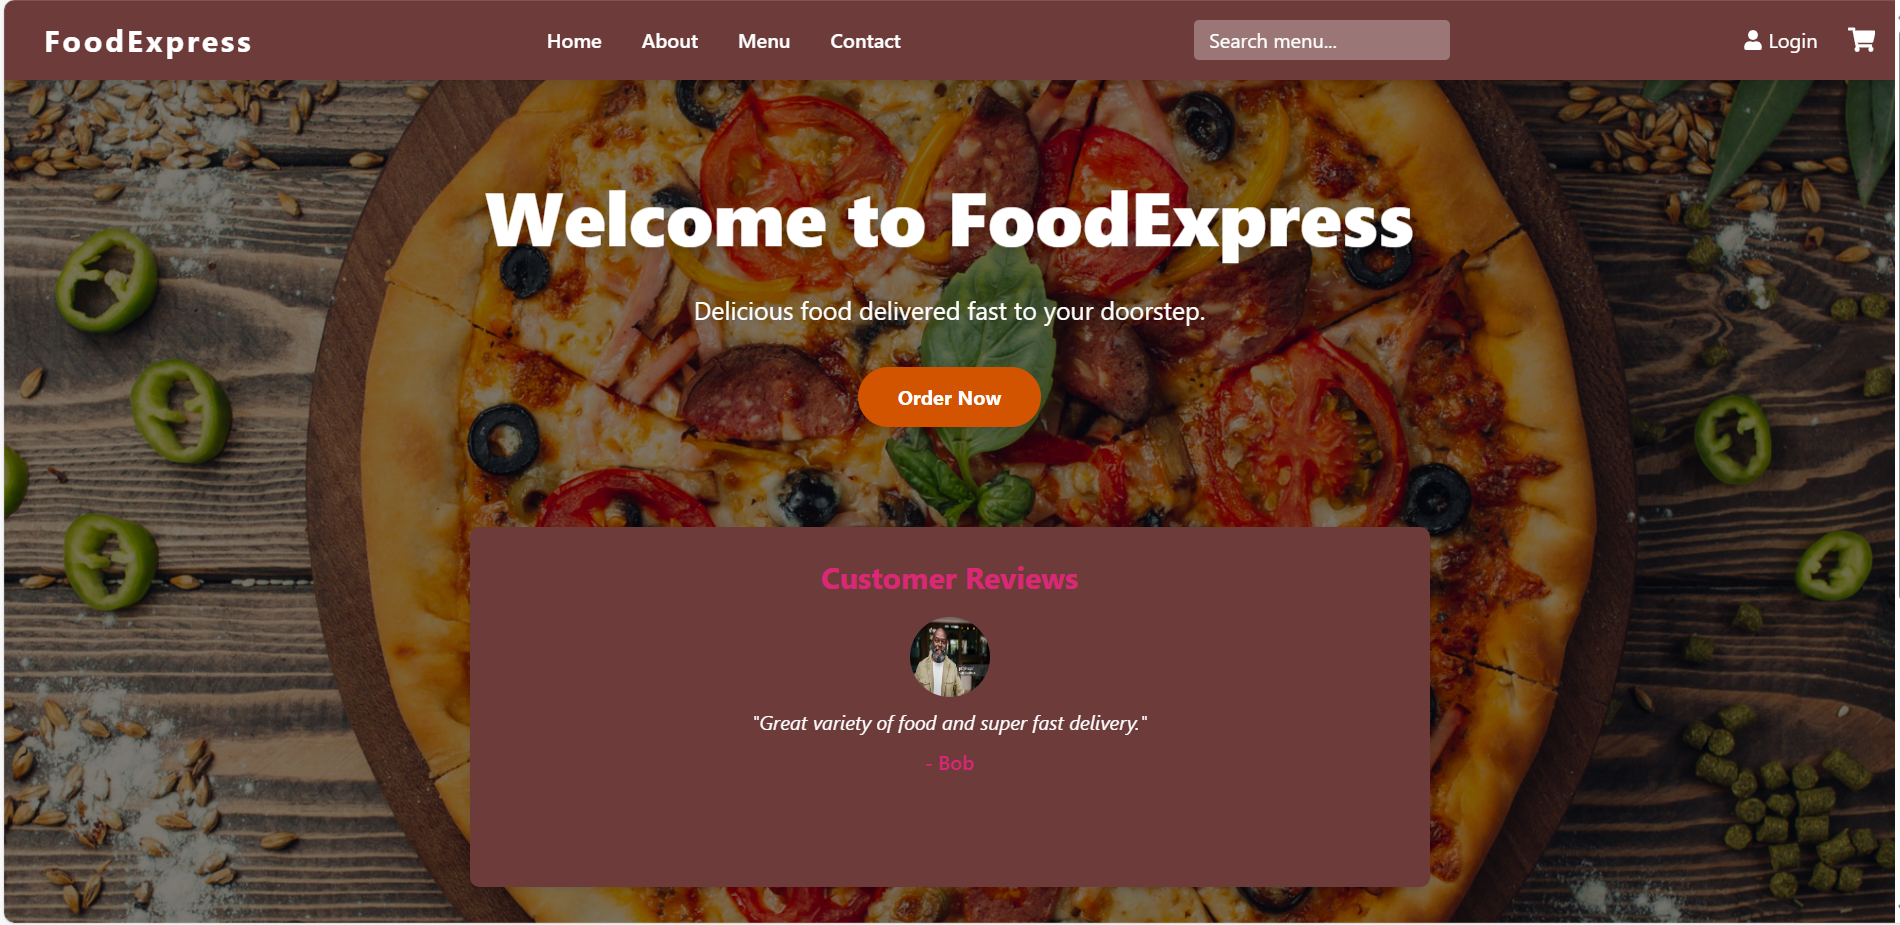 FoodExpress
Home About Menu Contact
Search menu...
Login
Welcome to FoodExpress
Delicious food delivered fast to your doorstep.
Order Now
Customer Reviews
"Great variety of food and super fast delivery."
- Bob